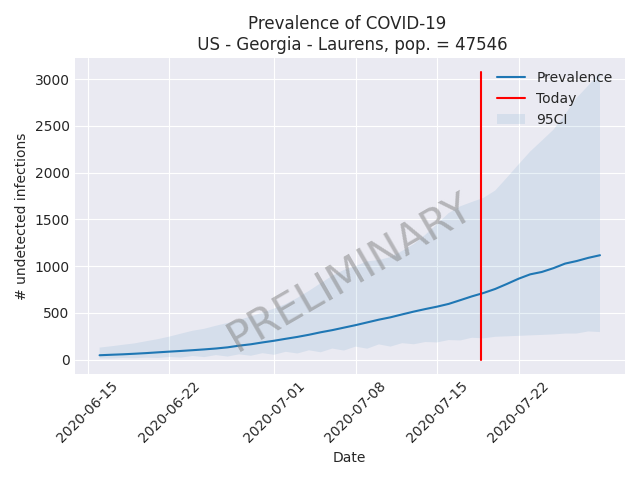 Prevalence of COVID-19
US - Georgia - Laurens, pop. = 47546
Prevalence
Today
95CI
PRELIMINARY
# undetected infections
3000
2500
2000
1500
1000
500
0
2020-06-15
2020-06-22
2020-07-01
2020-07-08
2020-07-15
2020-07-22
Date